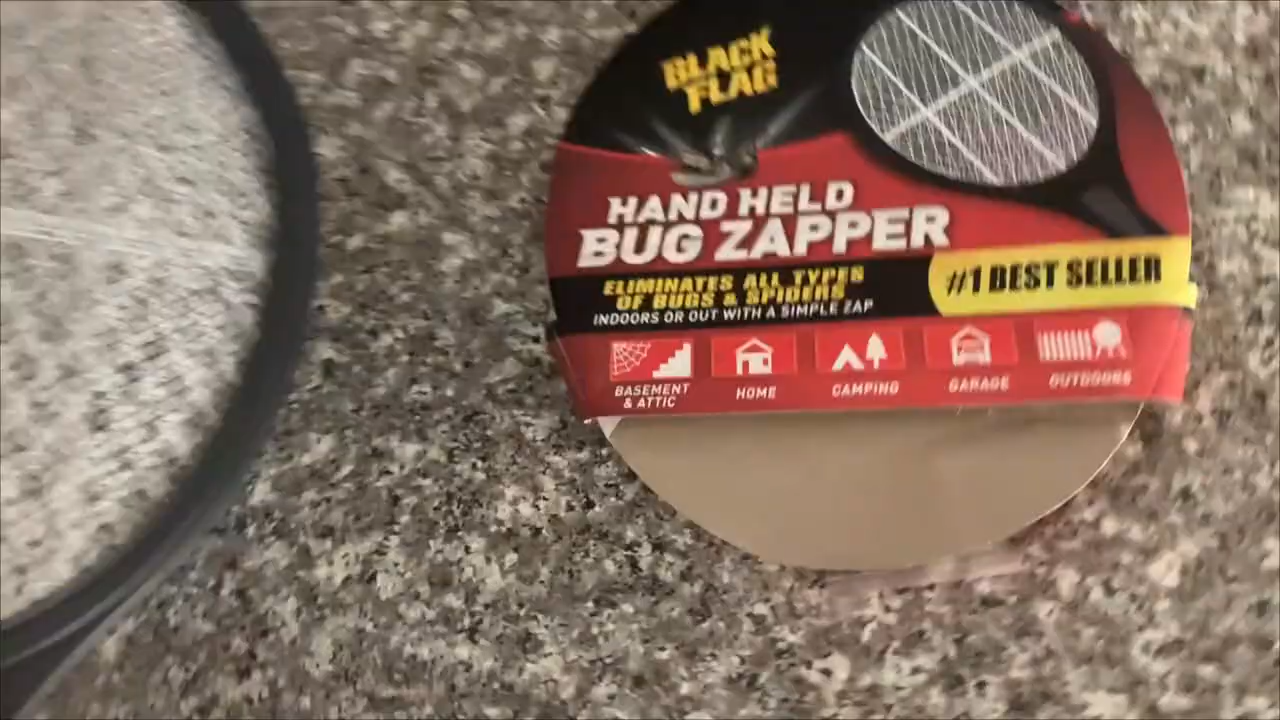 BLACK
FLAG
HAND HELD
BUG ZAPPER
#1 BEST SELLER
ELIMINATES ALL TYPES
OF BUGS & SPIDERS
INDOORS OR OUT WITH A SIMPLE ZAP
BASEMENT
& ATTIC
HOME
CAMPING
GARAGE
OUTDOORS